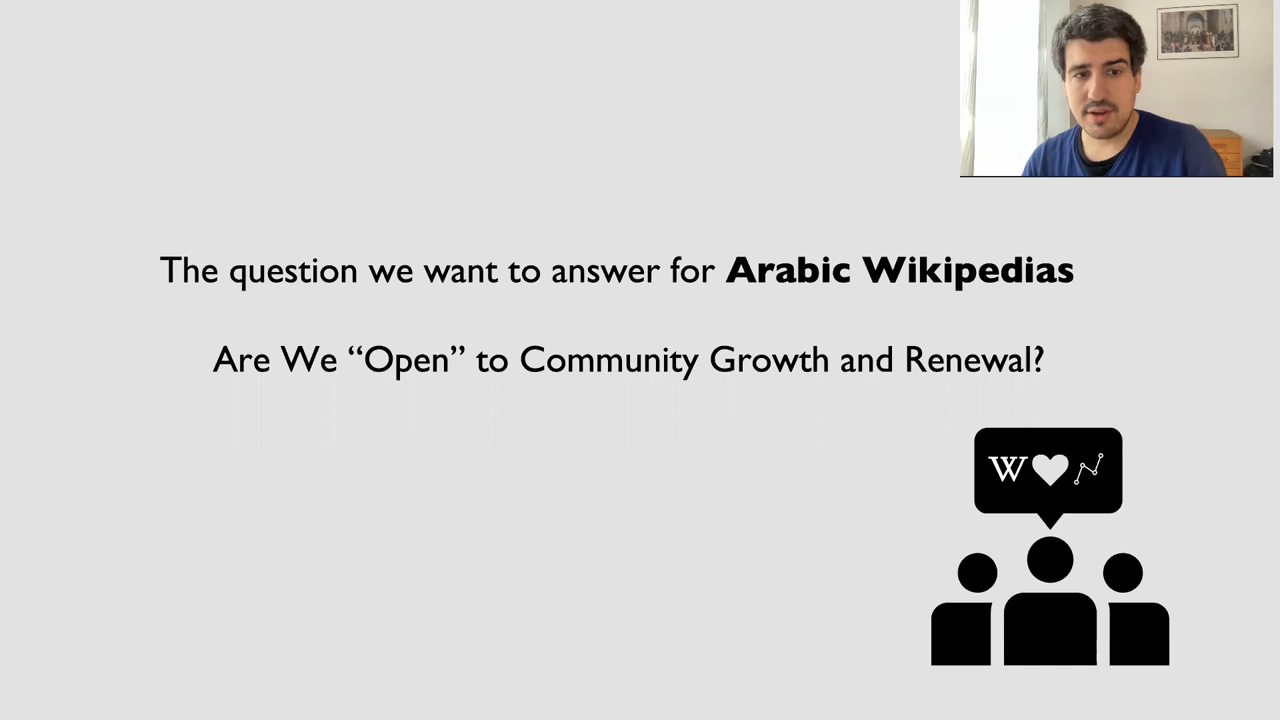 The question we want to answer for Arabic Wikipedias
Are We “Open” to Community Growth and Renewal?
W